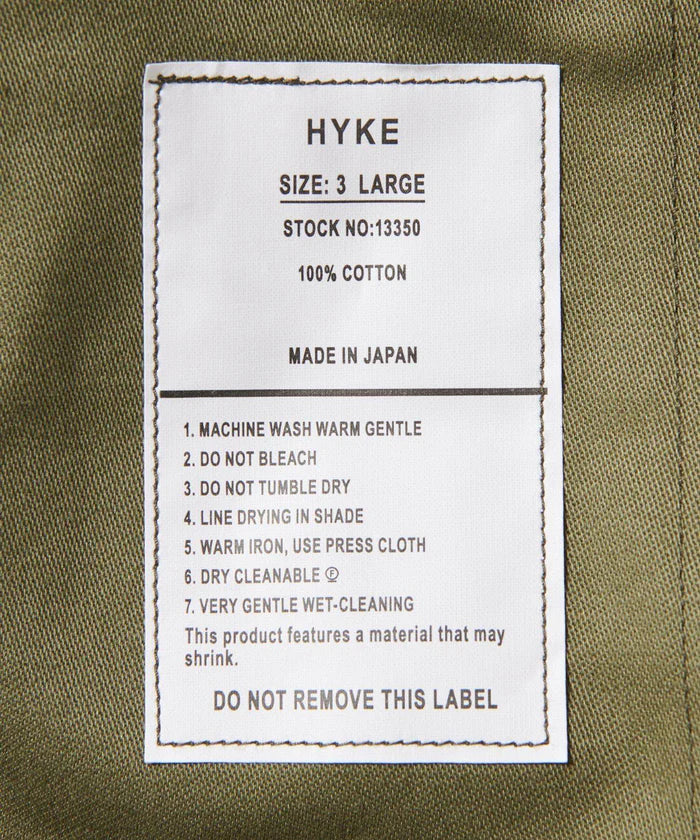 HYKE
SIZE: 3 LARGE
STOCK NO:13350
100% COTTON
MADE IN JAPAN
1. MACHINE WASH WARM GENTLE
2. DO NOT BLEACH
3. DO NOT TUMBLE DRY
4. LINE DRYING IN SHADE
5. WARM IRON, USE PRESS CLOTH
6. DRY CLEANABLE Ⓕ
7. VERY GENTLE WET-CLEANING
This product features a material that may
shrink.
DO NOT REMOVE THIS LABEL